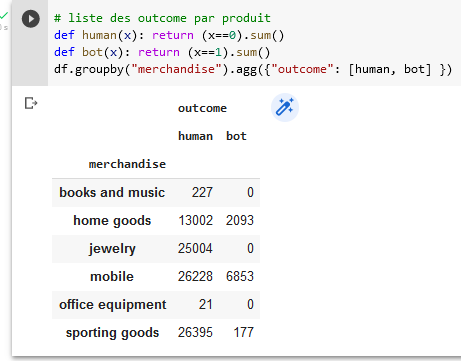 # liste des outcome par produit
def human(x): return (x==0).sum()
def bot(x): return (x==1).sum()
df.groupby("merchandise").agg({"outcome": [human, bot] })
outcome
human bot
merchandise
books and music 227 0
home goods 13002 2093
jewelry 25004 0
mobile 26228 6853
office equipment 21 0
sporting goods 26395 177